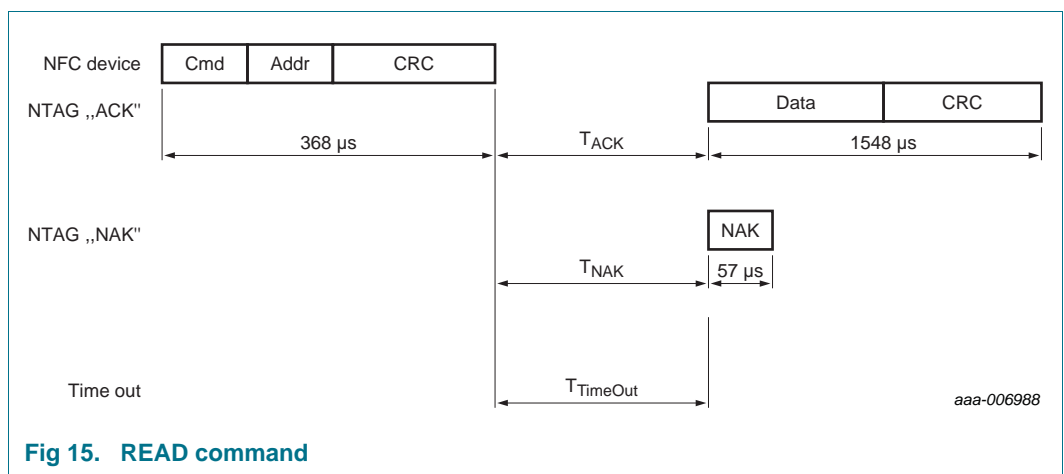 NFC device Cmd Addr CRC
NTAG ,,ACK" Data CRC
368 µs TACK 1548 µs
NTAG ,,NAK" NAK
TNAK 57 µs
Time out TTimeOut
aaa-006988
Fig 15. READ command